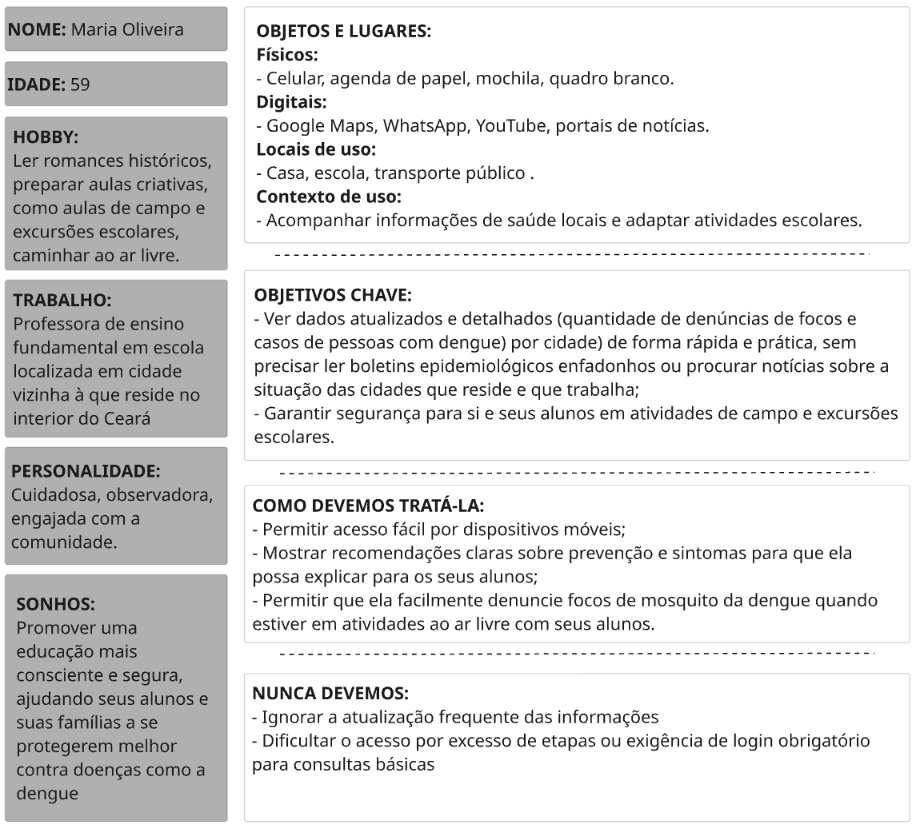 NOME: Maria Oliveira
IDADE: 59
HOBBY:
Ler romances históricos,
preparar aulas criativas,
como aulas de campo e
excursões escolares,
caminhar ao ar livre.
TRABALHO:
Professora de ensino
fundamental em escola
localizada em cidade
vizinha à que reside no
interior do Ceará
PERSONALIDADE:
Cuidadosa, observadora,
engajada com a
comunidade.
SONHOS:
Promover uma
educação mais
consciente e segura,
ajudando seus alunos e
suas famílias a se
protegerem melhor
contra doenças como a
dengue
OBJETOS E LUGARES:
Físicos:
- Celular, agenda de papel, mochila, quadro branco.
Digitais:
- Google Maps, WhatsApp, YouTube, portais de notícias.
Locais de uso:
- Casa, escola, transporte público .
Contexto de uso:
- Acompanhar informações de saúde locais e adaptar atividades escolares.
OBJETIVOS CHAVE:
- Ver dados atualizados e detalhados (quantidade de denúncias de focos e
casos de pessoas com dengue) por cidade) de forma rápida e prática, sem
precisar ler boletins epidemiológicos enfadonhos ou procurar notícias sobre a
situação das cidades que reside e que trabalha;
- Garantir segurança para si e seus alunos em atividades de campo e excursões
escolares.
COMO DEVEMOS TRATÁ-LA:
- Permitir acesso fácil por dispositivos móveis;
- Mostrar recomendações claras sobre prevenção e sintomas para que ela
possa explicar para os seus alunos;
- Permitir que ela facilmente denuncie focos de mosquito da dengue quando
estiver em atividades ao ar livre com seus alunos.
NUNCA DEVEMOS:
- Ignorar a atualização frequente das informações
- Dificultar o acesso por excesso de etapas ou exigência de login obrigatório
para consultas básicas